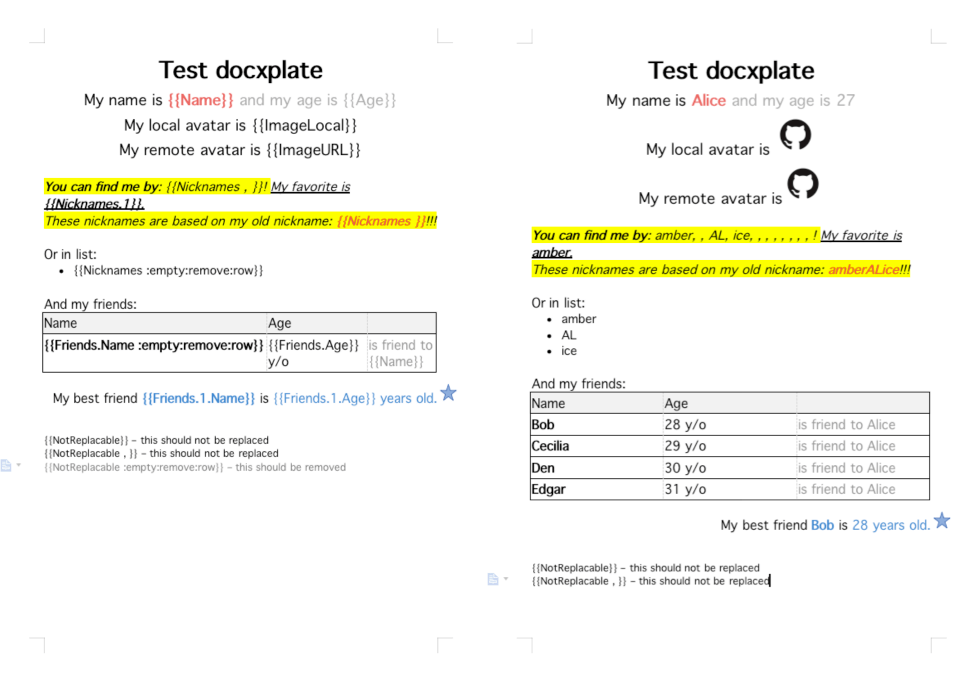 Test docxplate
My name is {{Name}} and my age is {{Age}}
My local avatar is {{ImageLocal}}
My remote avatar is {{ImageURL}}
You can find me by: {{Nicknames , }}! My favorite is
{{Nicknames.1}}.
These nicknames are based on my old nickname: {{Nicknames }}!!!
Or in list:
• {{Nicknames :empty:remove:row}}
And my friends:
Name Age
{{Friends.Name :empty:remove:row}} {{Friends.Age}} is friend to
y/o {{Name}}
My best friend {{Friends.1.Name}} is {{Friends.1.Age}} years old.
{{NotReplacable}} – this should not be replaced
{{NotReplacable , }} – this should not be replaced
{{NotReplacable :empty:remove:row}} – this should be removed
Test docxplate
My name is Alice and my age is 27
My local avatar is
My remote avatar is
You can find me by: amber, , AL, ice, , , , , , , , ! My favorite is
amber.
These nicknames are based on my old nickname: amberALice!!!
Or in list:
• amber
• AL
• ice
And my friends:
Name Age
Bob 28 y/o is friend to Alice
Cecilia 29 y/o is friend to Alice
Den 30 y/o is friend to Alice
Edgar 31 y/o is friend to Alice
My best friend Bob is 28 years old.
{{NotReplacable}} – this should not be replaced
{{NotReplacable , }} – this should not be replaced